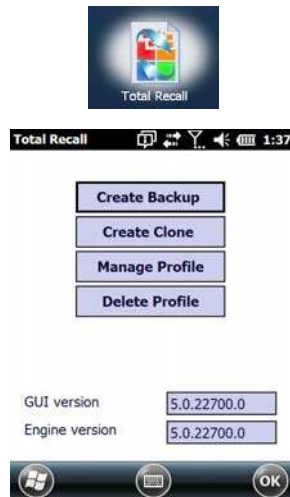 Total Recall
Total Recall 1:37
Create Backup
Create Clone
Manage Profile
Delete Profile
GUI version 5.0.22700.0
Engine version 5.0.22700.0
OK